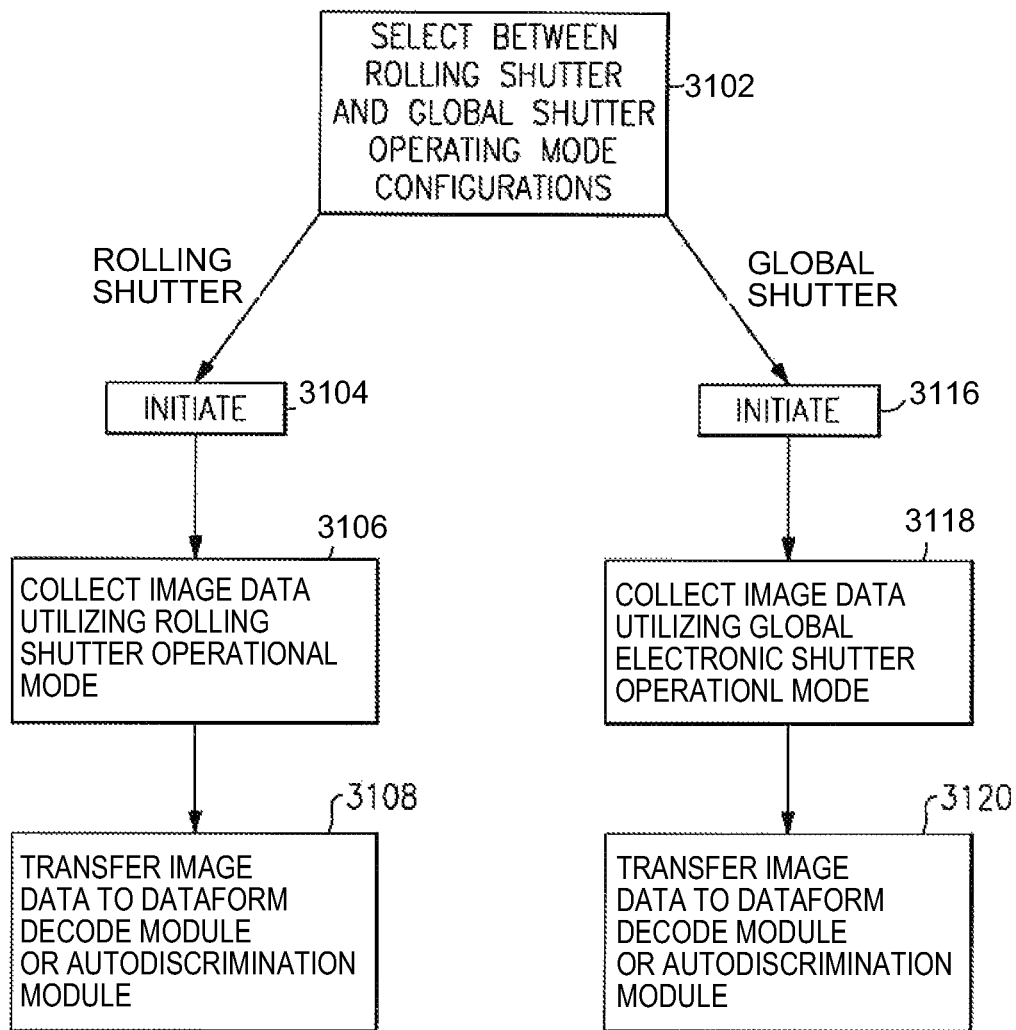 SELECT BETWEEN
ROLLING SHUTTER
AND GLOBAL SHUTTER
OPERATING MODE
CONFIGURATIONS
3102
ROLLING
SHUTTER
GLOBAL
SHUTTER
INITIATE
3104
INITIATE
3116
3106
COLLECT IMAGE DATA
UTILIZING ROLLING
SHUTTER OPERATIONAL
MODE
3118
COLLECT IMAGE DATA
UTILIZING GLOBAL
ELECTRONIC SHUTTER
OPERATIONL MODE
3108
TRANSFER IMAGE
DATA TO DATAFORM
DECODE MODULE
OR AUTODISCRIMINATION
MODULE
3120
TRANSFER IMAGE
DATA TO DATAFORM
DECODE MODULE
OR AUTODISCRIMINATION
MODULE